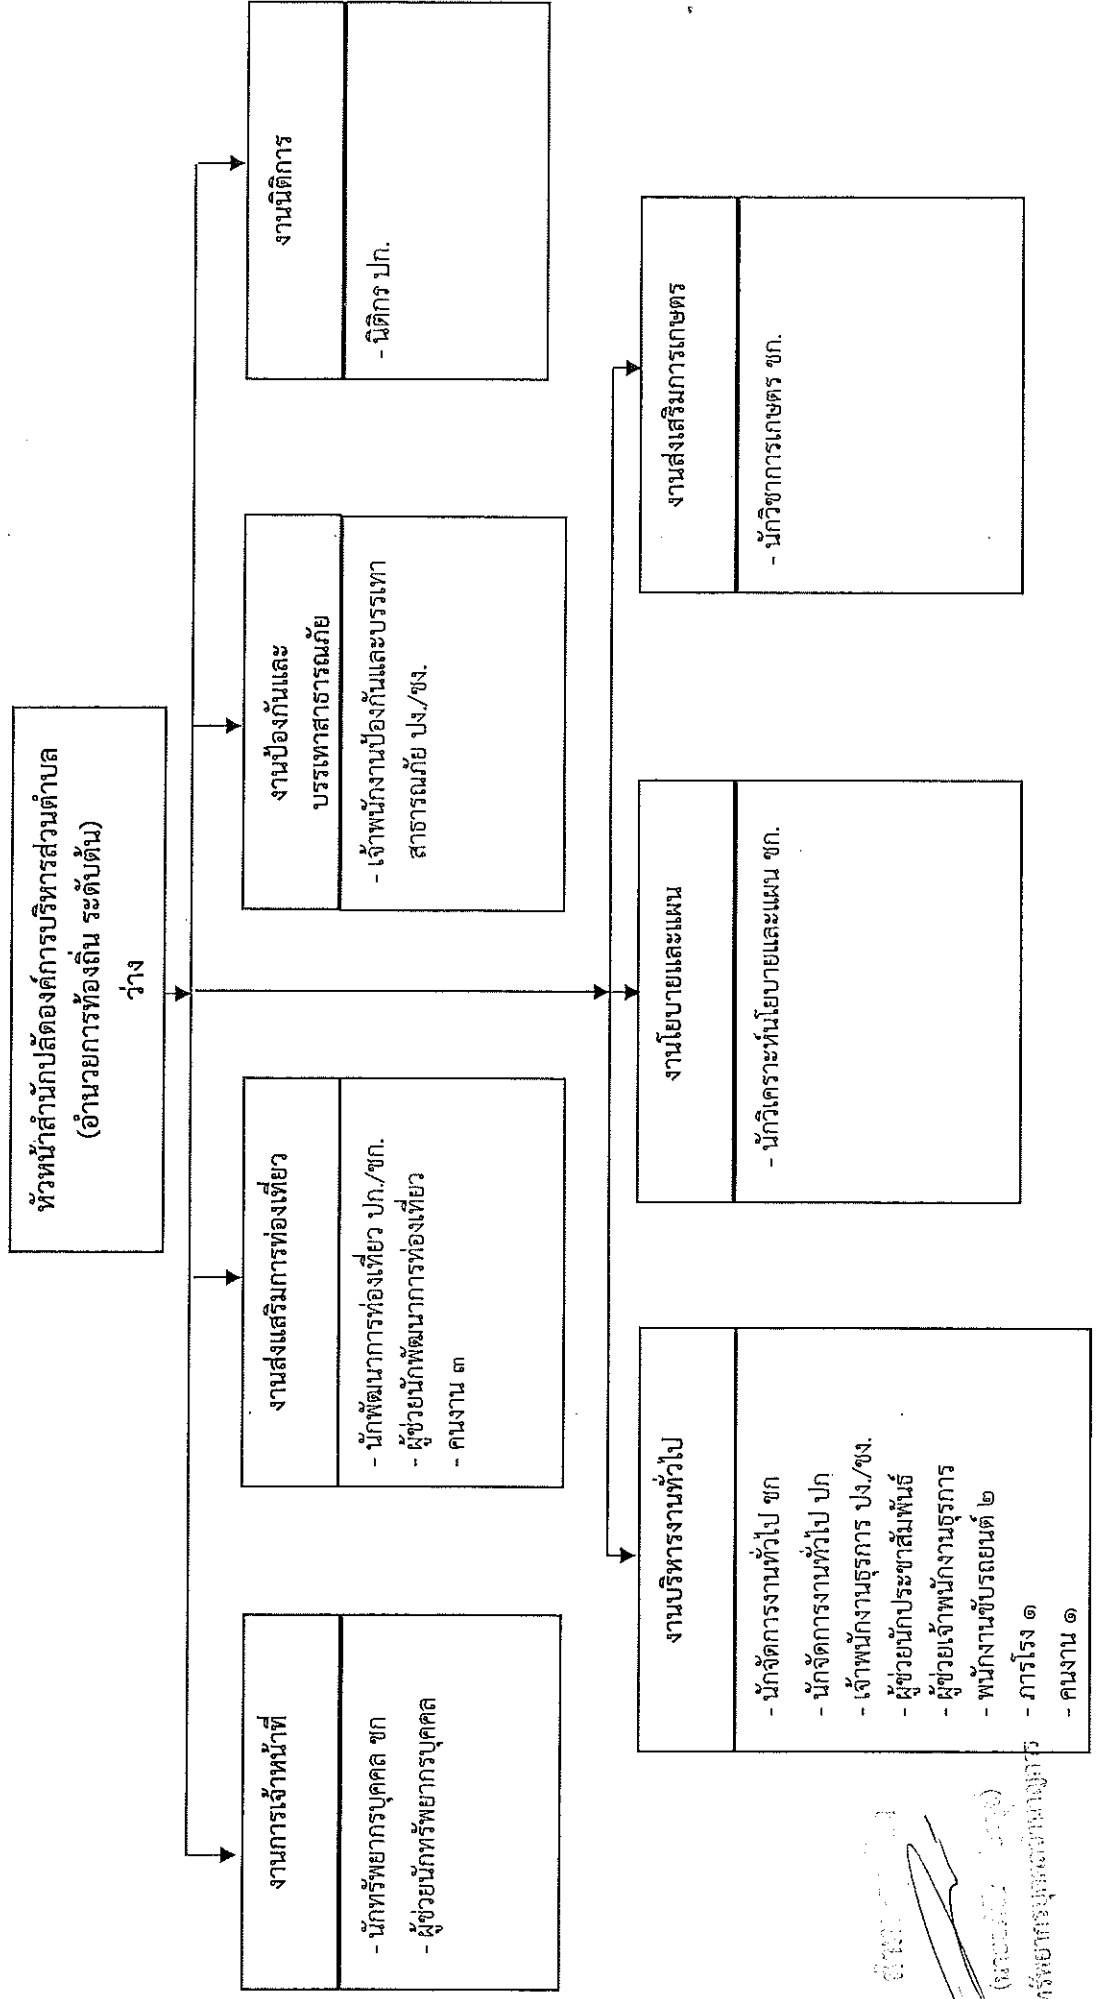 หัวหน้าสำนักปลัดองค์การบริหารส่วนตำบล
(อำนวยการท้องถิ่น ระดับต้น)
ว่าง
งานการเจ้าหน้าที่
- นักทรัพยากรบุคคล ชก
- ผู้ช่วยนักทรัพยากรบุคคล
งานส่งเสริมการท่องเที่ยว
- นักพัฒนาการท่องเที่ยว ปก./ชก.
- ผู้ช่วยนักพัฒนาการท่องเที่ยว
- คนงาน ๓
งานป้องกันและ
บรรเทาสาธารณภัย
- เจ้าพนักงานป้องกันและบรรเทา
สาธารณภัย ปง./ชง.
งานนิติการ
- นิติกร ปก.
งานบริหารงานทั่วไป
- นักจัดการงานทั่วไป ชก
- นักจัดการงานทั่วไป ปก
- เจ้าพนักงานธุรการ ปง./ชง.
- ผู้ช่วยนักประชาสัมพันธ์
- ผู้ช่วยเจ้าพนักงานธุรการ
- พนักงานขับรถยนต์ ๒
- ภารโรง ๑
- คนงาน ๑
งานนโยบายและแผน
- นักวิเคราะห์นโยบายและแผน ชก.
งานส่งเสริมการเกษตร
- นักวิชาการเกษตร ชก.